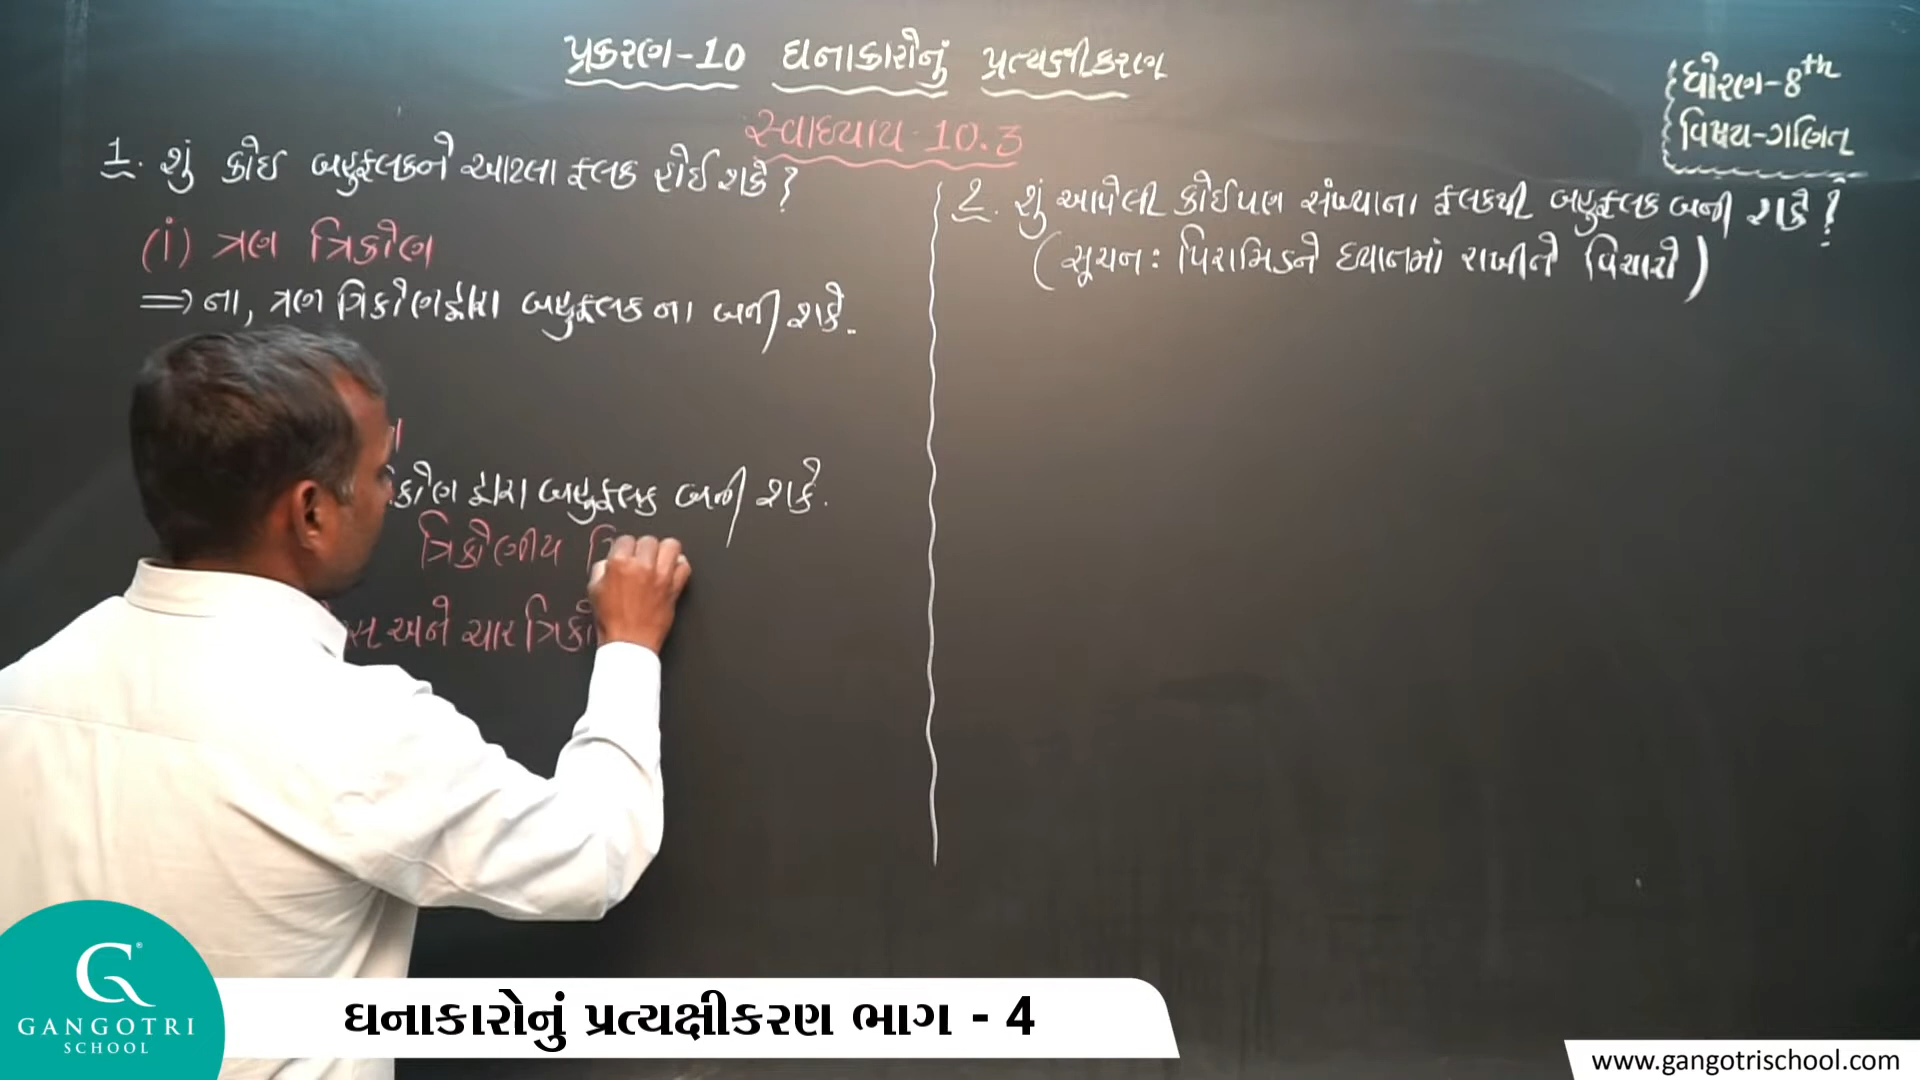 પ્રકરણ-10 ઘનાકારોનું પ્રત્યક્ષીકરણ
ધોરણ-8th
વિષય-ગણિત
સ્વાધ્યાય-10.3
1. શું કોઈ બહુફલકને આટલા ફલક હોઈ શકે?
(i) ત્રણ ત્રિકોણ
⇒ ના, ત્રણ ત્રિકોણ દ્વારા બહુફલક ના બની શકે.
કોણ દ્વારા બહુફલક બની શકે.
ત્રિકોણીય
સ અને ચાર ત્રિકો
2. શું આપેલી કોઈપણ સંખ્યાના ફલકથી બહુફલક બની શકે?
(સૂચન: પિરામિડને ધ્યાનમાં રાખીને વિચારો)
GANGOTRI
SCHOOL
ઘનાકારોનું પ્રત્યક્ષીકરણ ભાગ - 4
www.gangotrischool.com